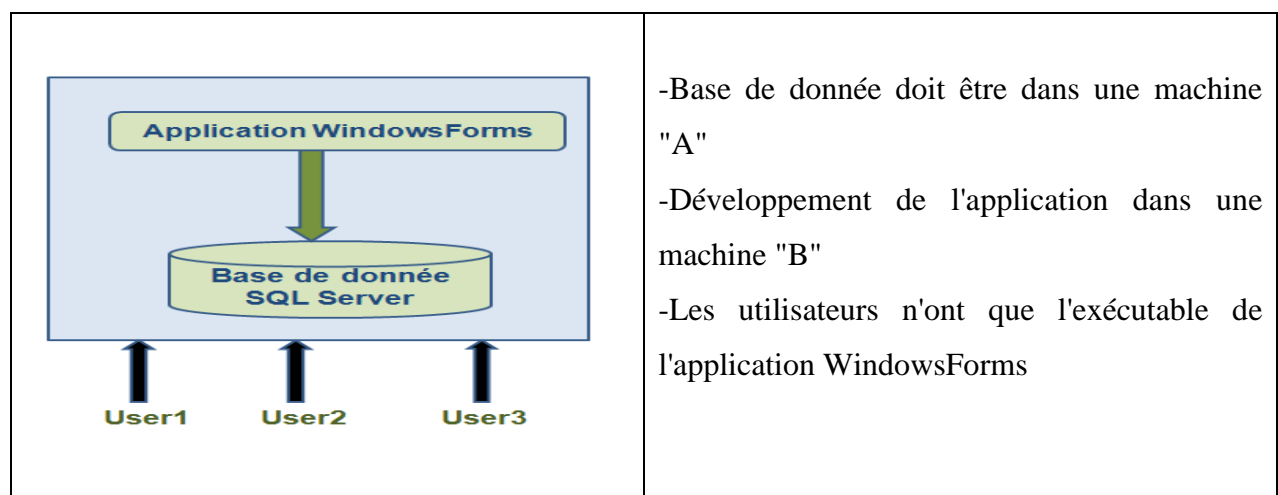 Application WindowsForms
Base de donnée
SQL Server
User1 User2 User3
-Base de donnée doit être dans une machine
"A"
-Développement de l'application dans une
machine "B"
-Les utilisateurs n'ont que l'exécutable de
l'application WindowsForms